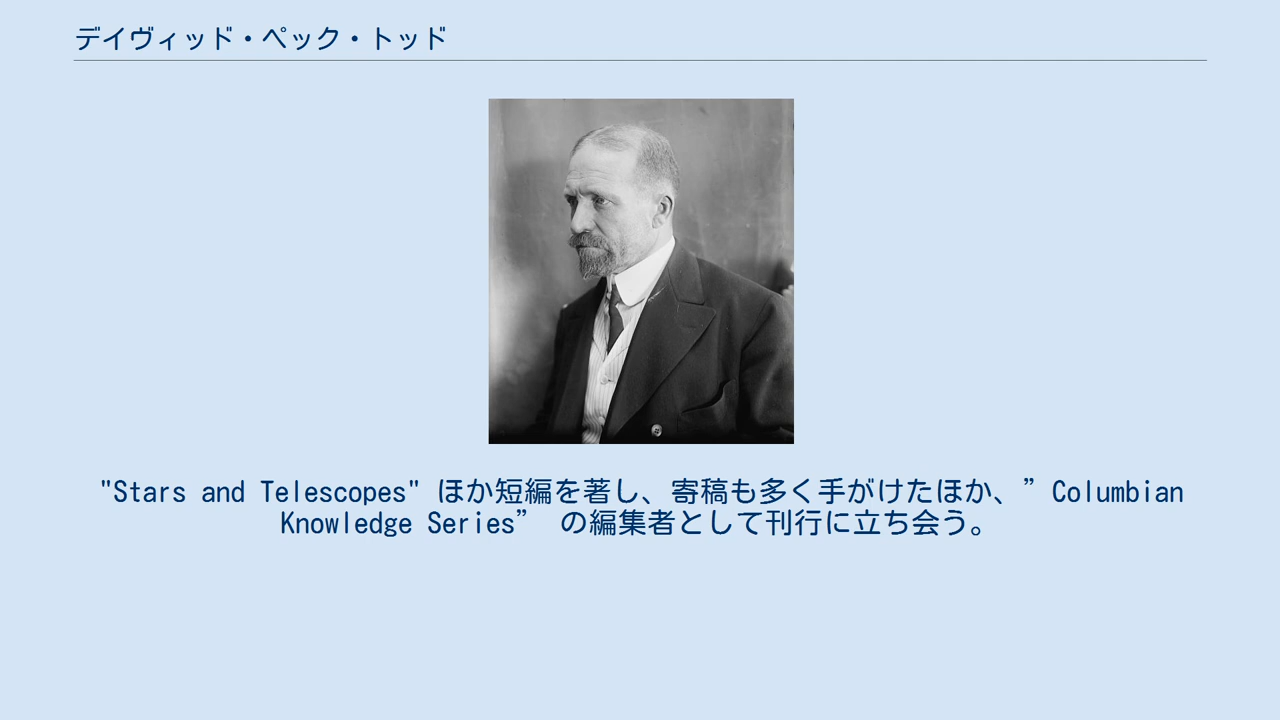 デイヴィッド・ペック・トッド
"Stars and Telescopes" ほか短編を著し、寄稿も多く手がけたほか、”Columbian
Knowledge Series”　の編集者として刊行に立ち会う。